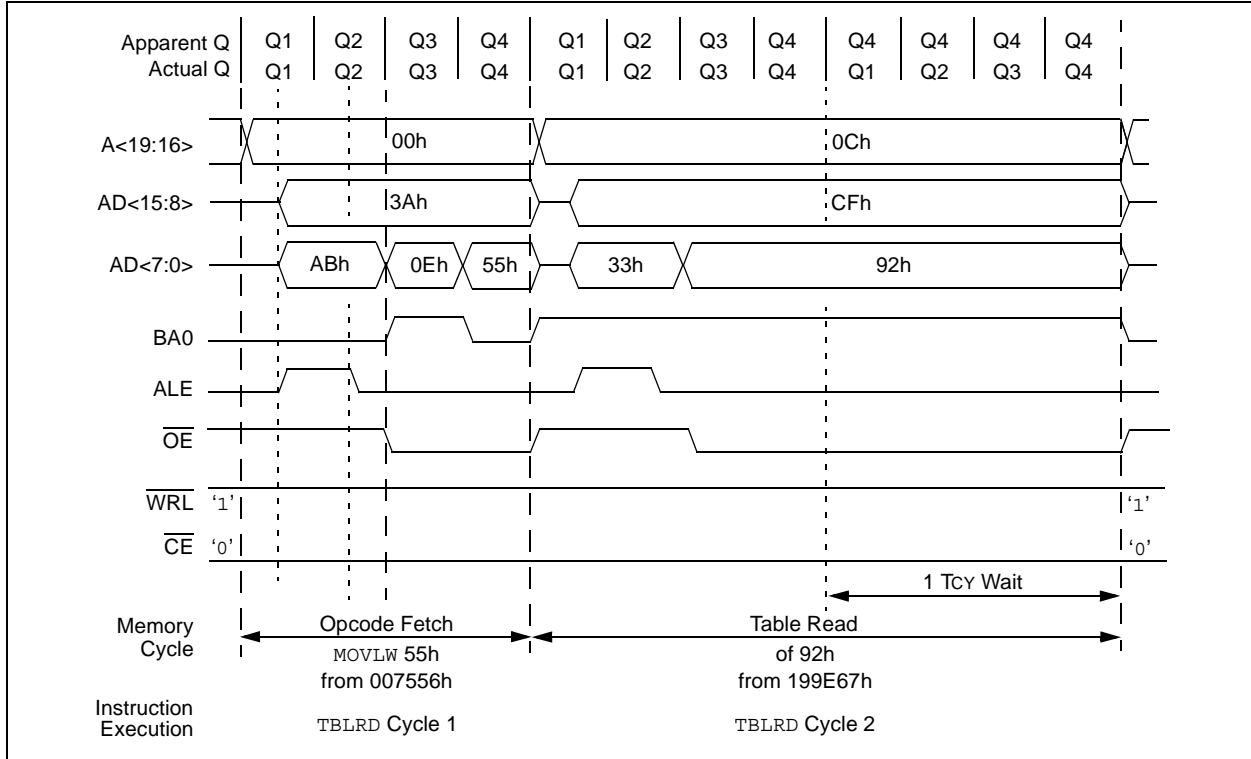 Apparent Q Q1 Q2 Q3 Q4 Q1 Q2 Q3 Q4 Q4 Q4 Q4 Q4
Actual Q Q1 Q2 Q3 Q4 Q1 Q2 Q3 Q4 Q1 Q2 Q3 Q4
A<19:16> 00h 0Ch
AD<15:8> 3Ah CFh
AD<7:0> ABh 0Eh 55h 33h 92h
BA0
ALE
OE
WRL ‘1’ ‘1’
CE ‘0’ ‘0’
1 TCY Wait
Memory Cycle
Opcode Fetch
MOVLW 55h
from 007556h
Table Read
of 92h
from 199E67h
Instruction
Execution
TBLRD Cycle 1
TBLRD Cycle 2